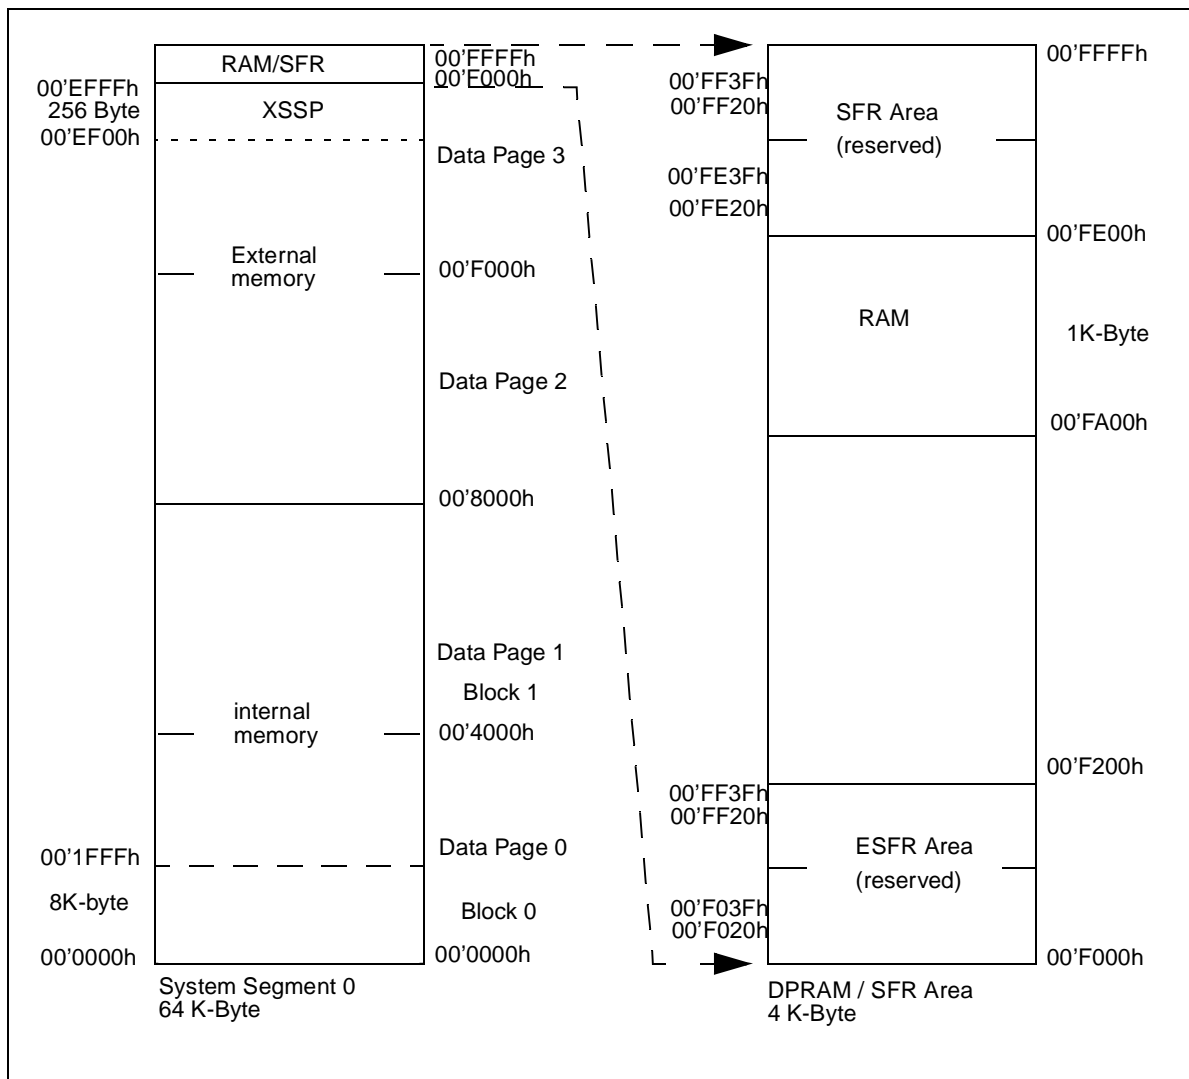 RAM/SFR
00'FFFFh
00'F000h
00'EFFFh
256 Byte
XSSP
00'EF00h
Data Page 3
External
memory
00'F000h
Data Page 2
00'8000h
Data Page 1
Block 1
internal
memory
00'4000h
00'1FFFh
Data Page 0
8K-byte
Block 0
00'0000h
00'0000h
System Segment 0
64 K-Byte
00'FFFFh
00'FF3Fh
00'FF20h
SFR Area
(reserved)
00'FE3Fh
00'FE20h
00'FE00h
RAM
1K-Byte
00'FA00h
00'F200h
00'FF3Fh
00'FF20h
ESFR Area
(reserved)
00'F03Fh
00'F020h
00'F000h
DPRAM / SFR Area
4 K-Byte